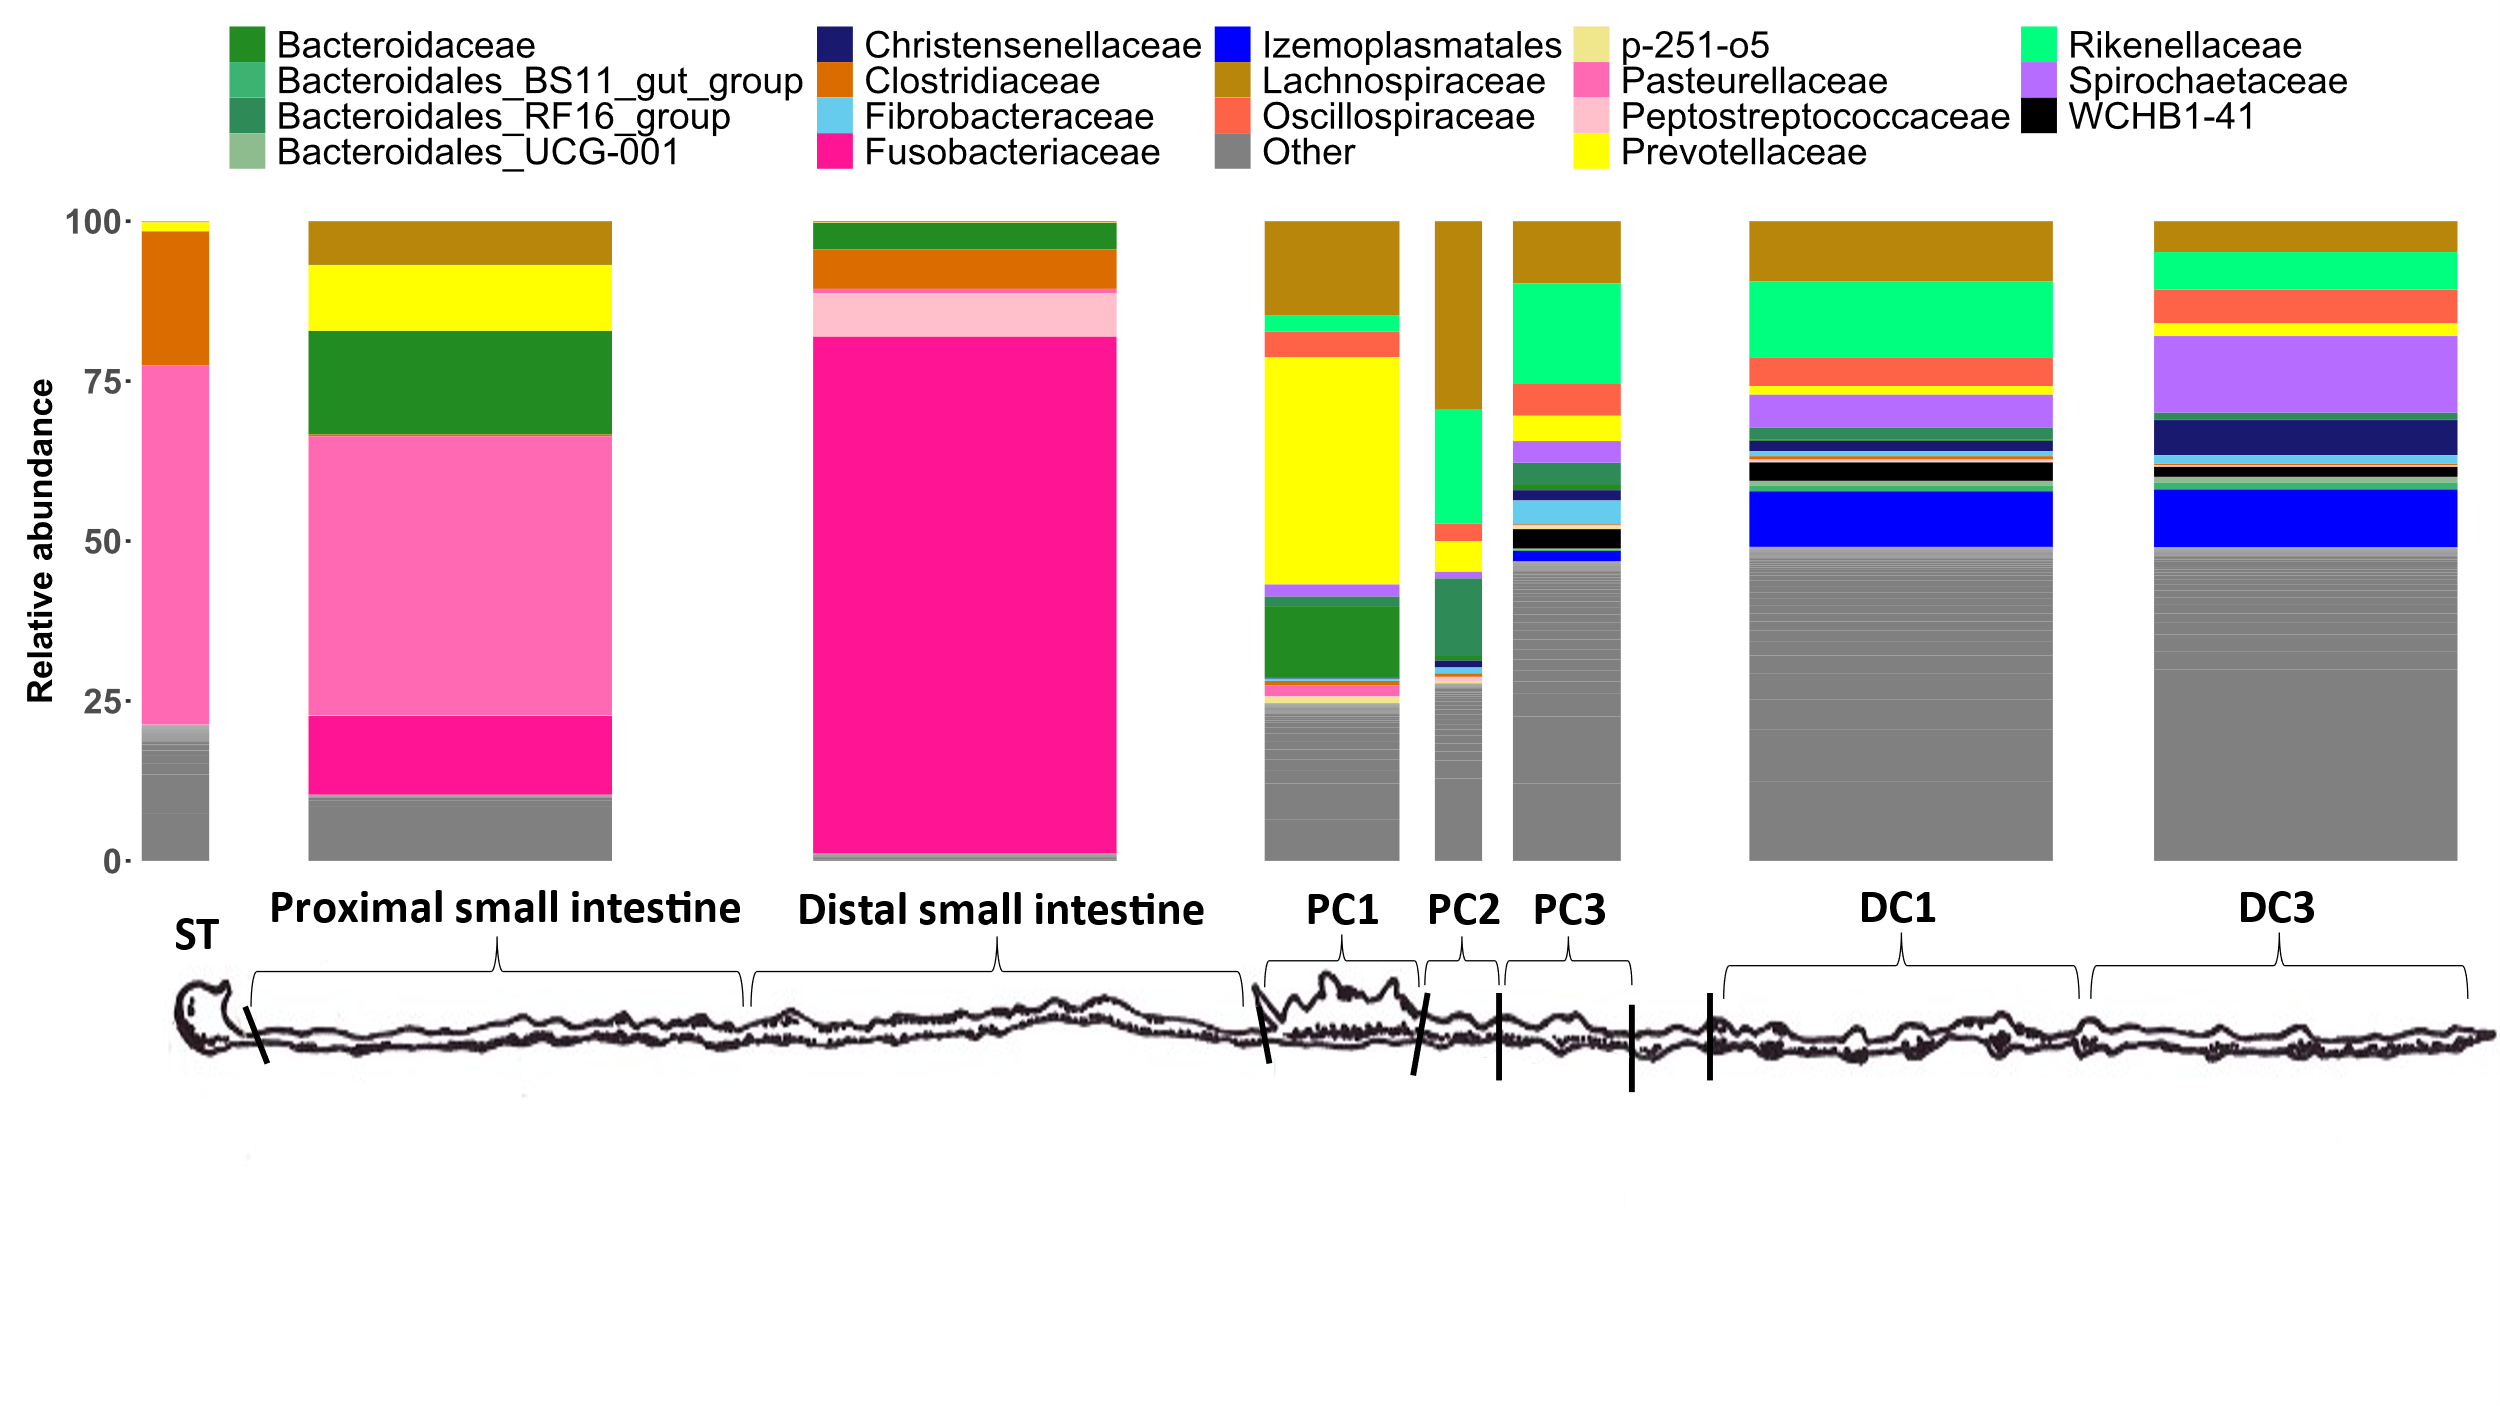 Bacteroidaceae
Bacteroidales_BS11_gut_group
Bacteroidales_RF16_group
Bacteroidales_UCG-001
Christensenellaceae
Clostridiaceae
Fibrobacteraceae
Fusobacteriaceae
Izemoplasmatales
Lachnospiraceae
Oscillospiraceae
Other
p-251-o5
Pasteurellaceae
Peptostreptococcaceae
Prevotellaceae
Rikenellaceae
Spirochaetaceae
WCHB1-41
Relative abundance
100
75
50
25
0
ST
Proximal small intestine
Distal small intestine
PC1
PC2
PC3
DC1
DC3